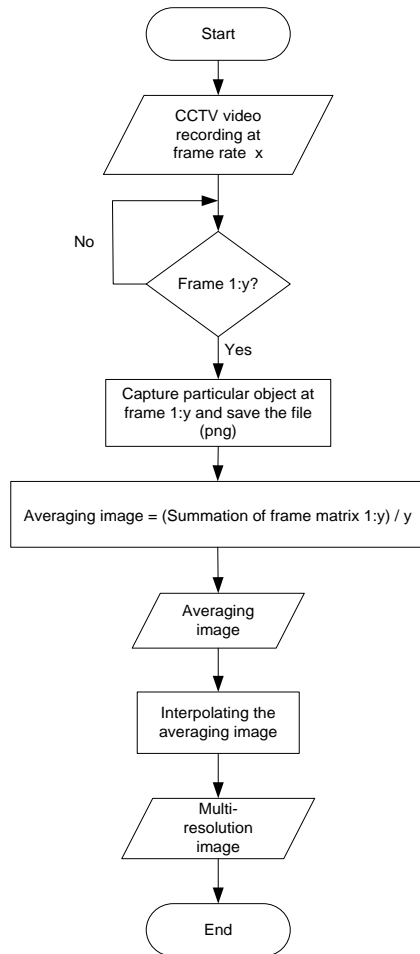 Start
CCTV video
recording at
frame rate x
No
Frame 1:y?
Yes
Capture particular object at
frame 1:y and save the file
(png)
Averaging image = (Summation of frame matrix 1:y) / y
Averaging
image
Interpolating the
averaging image
Multi-
resolution
image
End